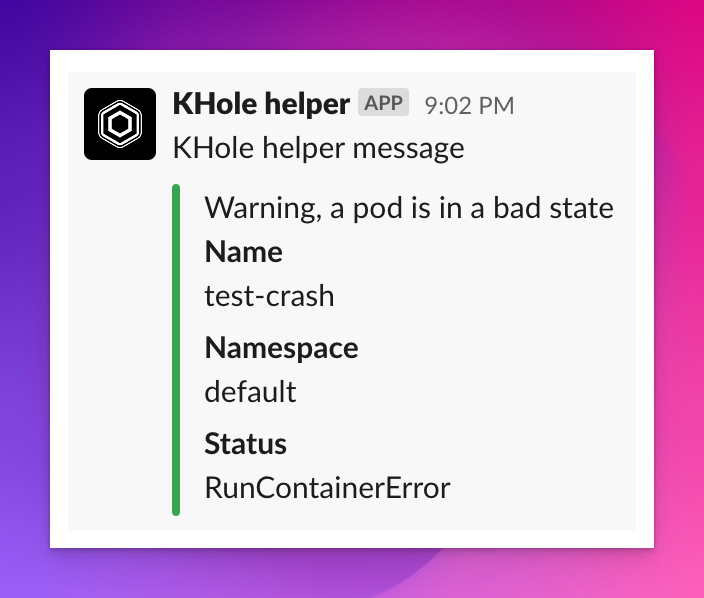 KHole helper APP 9:02 PM
KHole helper message
Warning, a pod is in a bad state
Name
test-crash
Namespace
default
Status
RunContainerError